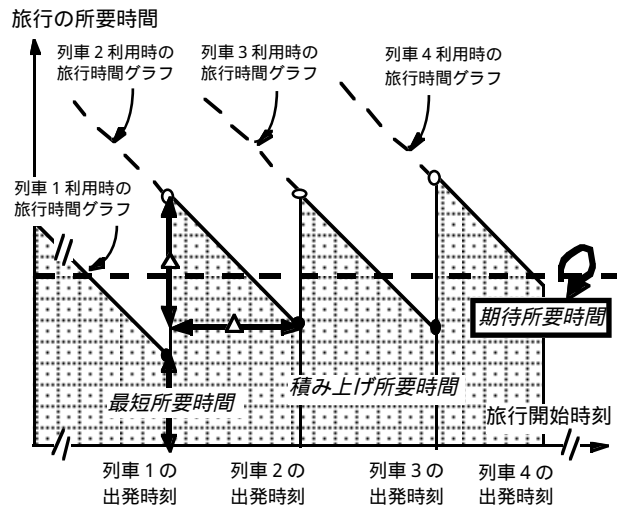 旅行の所要時間
列車2利用時の
旅行時間グラフ
列車3利用時の
旅行時間グラフ
列車4利用時の
旅行時間グラフ
列車1利用時の
旅行時間グラフ
期待所要時間
最短所要時間
積み上げ所要時間
旅行開始時刻
列車1の
出発時刻
列車2の
出発時刻
列車3の
出発時刻
列車4の
出発時刻